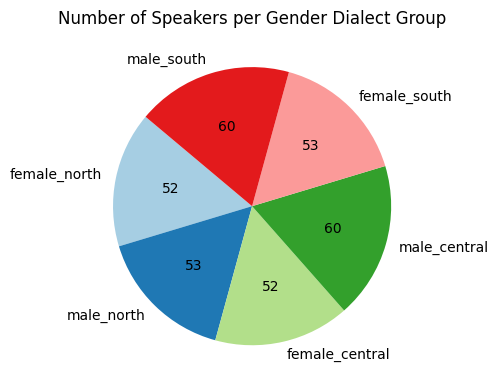 Number of Speakers per Gender Dialect Group
male_south
60
female_south
53
female_north
52
male_central
60
male_north
53
female_central
52